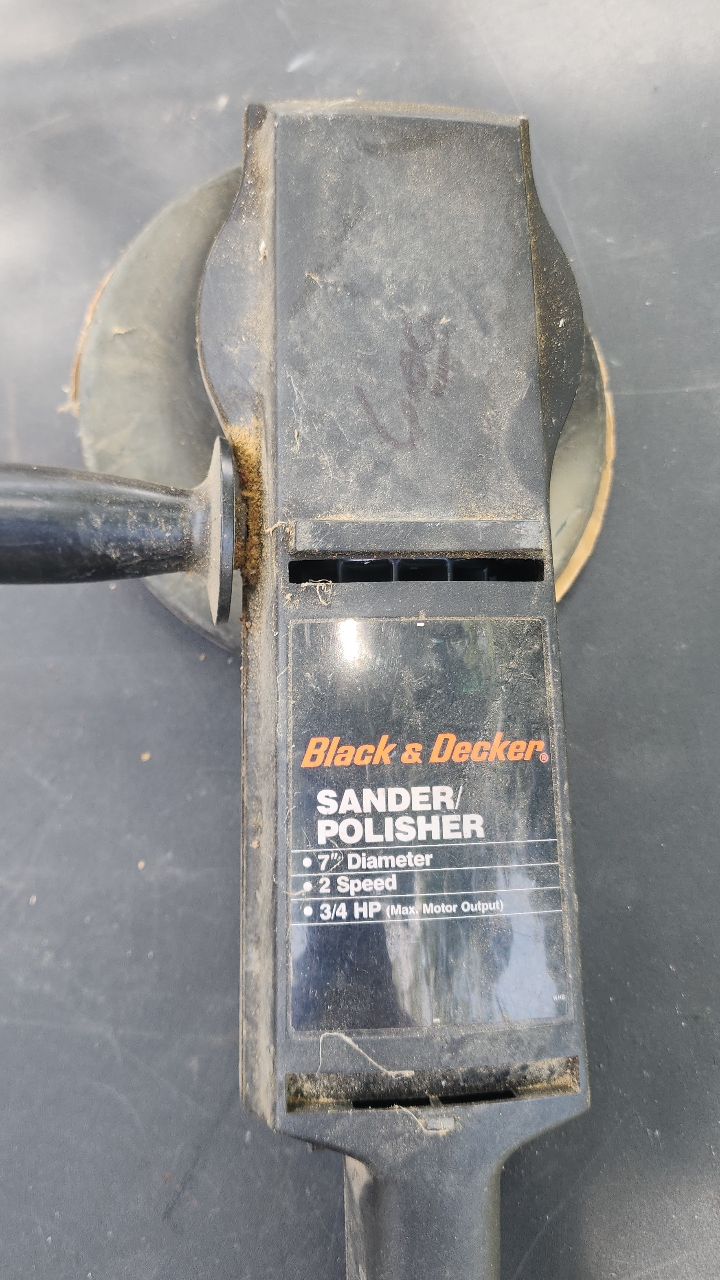 Black & Decker®
SANDER/
POLISHER
• 7" Diameter
• 2 Speed
• 3/4 HP (Max. Motor Output)